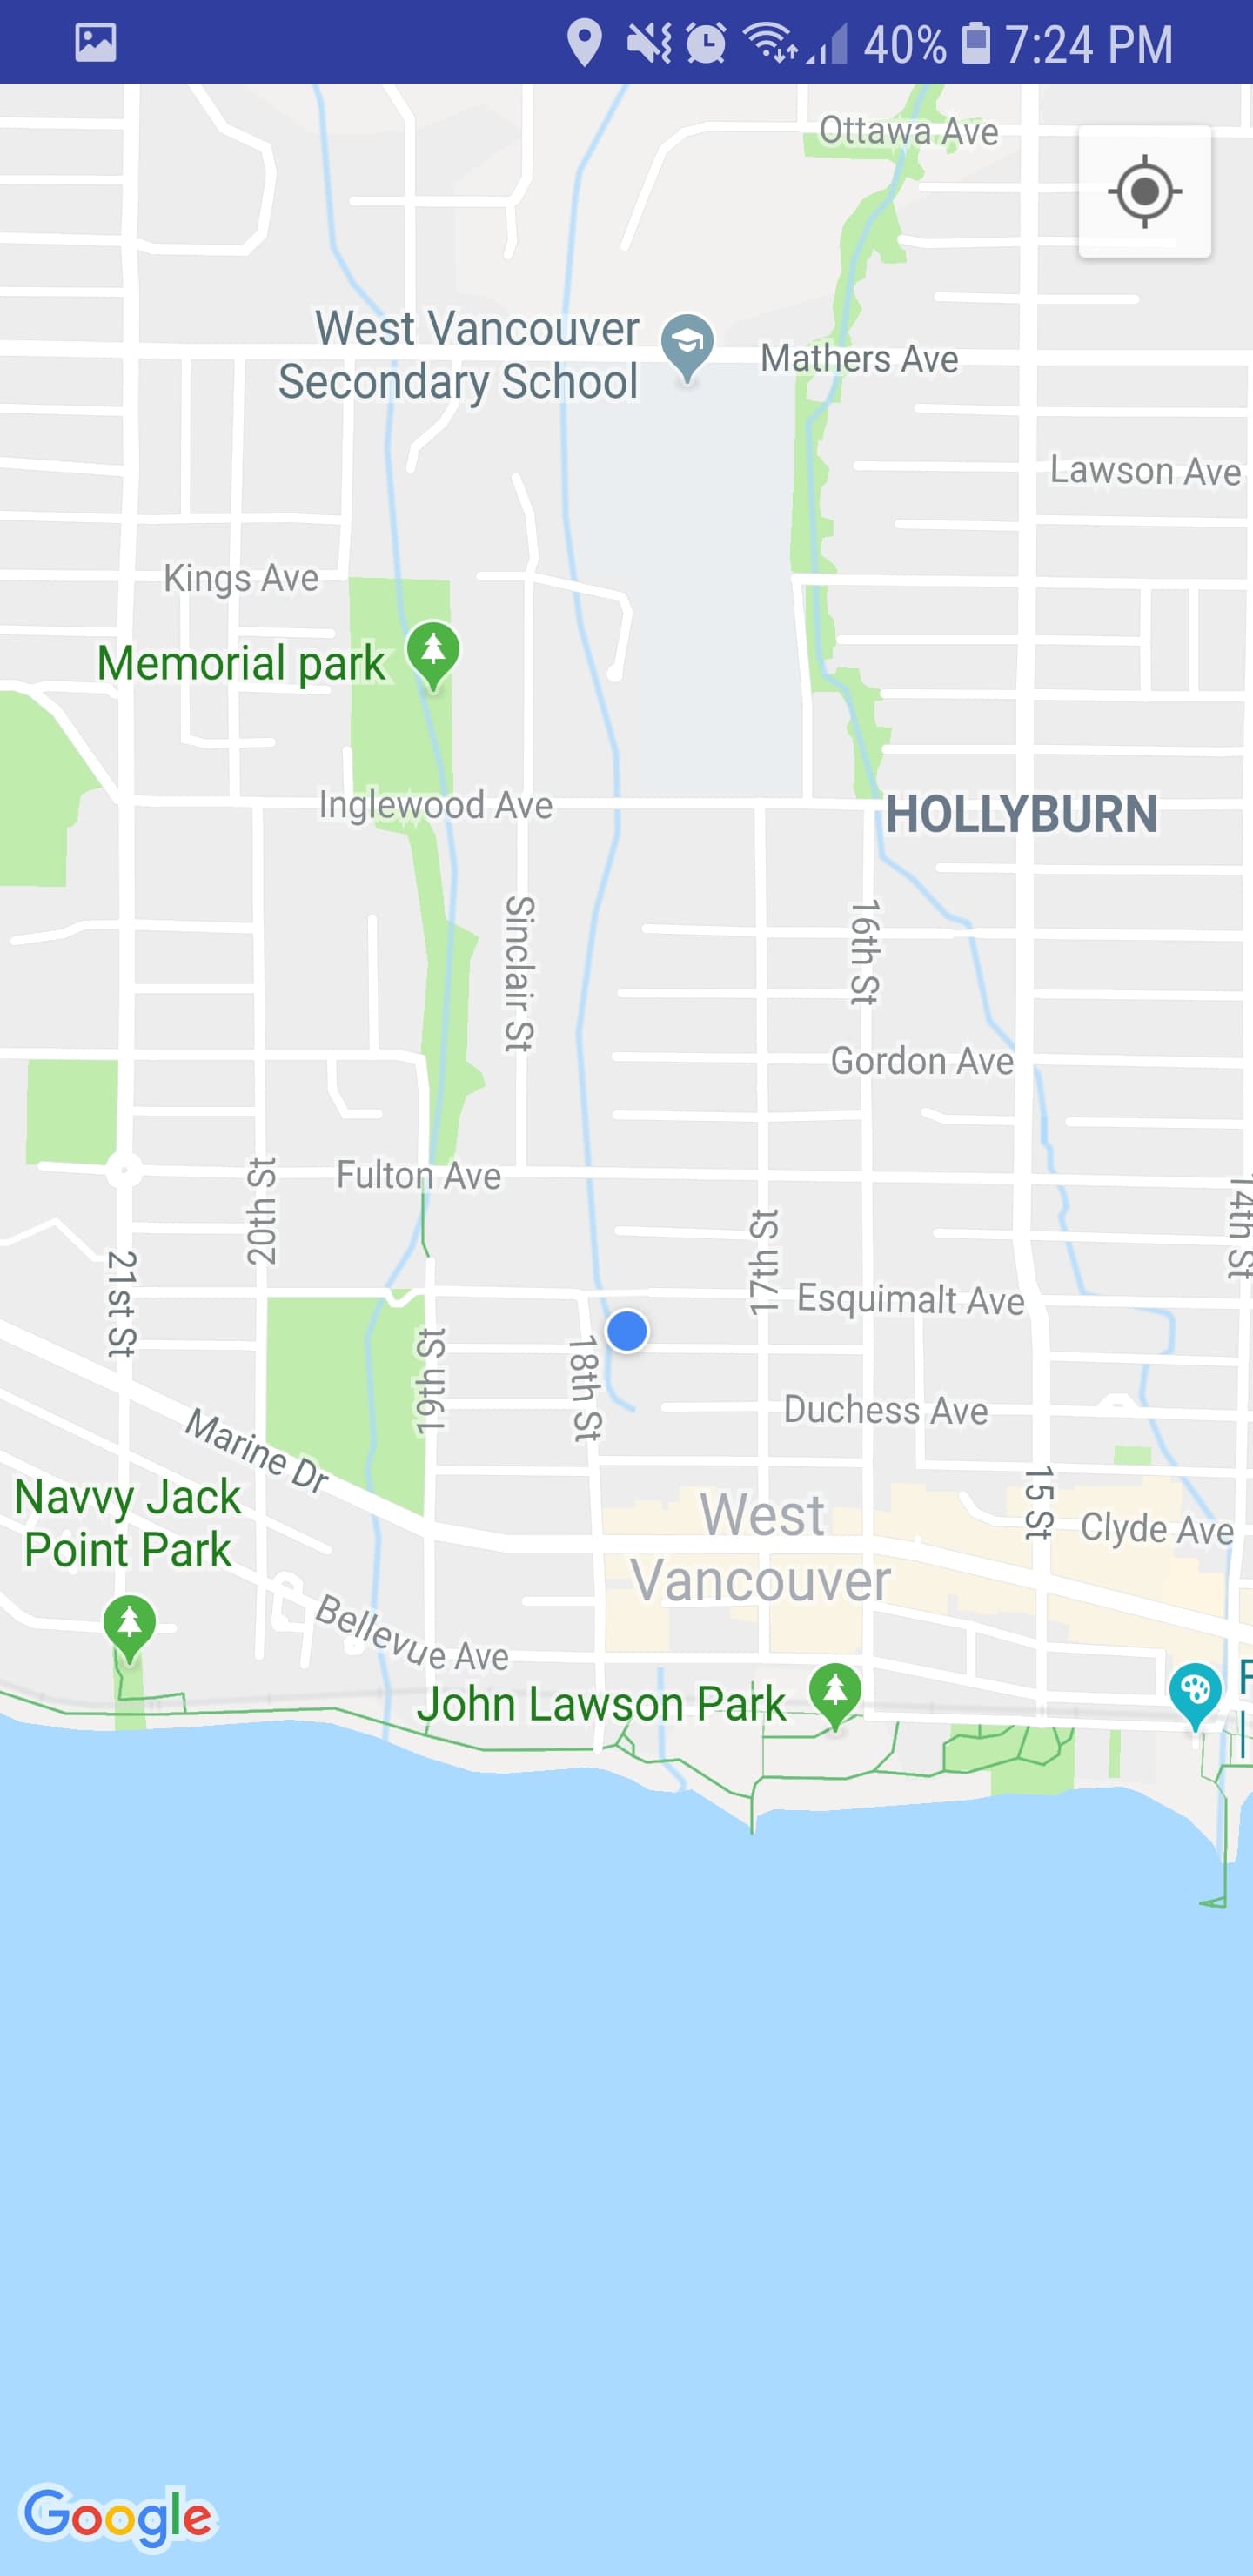 40% 7:24 PM
Ottawa Ave
West Vancouver
Secondary School
Mathers Ave
Lawson Ave
Kings Ave
Memorial park
Inglewood Ave
HOLLYBURN
Sinclair St
16th St
Gordon Ave
Fulton Ave
20th St
14th St
17th St
21st St
Esquimalt Ave
19th St
18th St
Duchess Ave
Marine Dr
Navvy Jack
Point Park
West
Vancouver
15 St
Clyde Ave
Bellevue Ave
John Lawson Park
Google